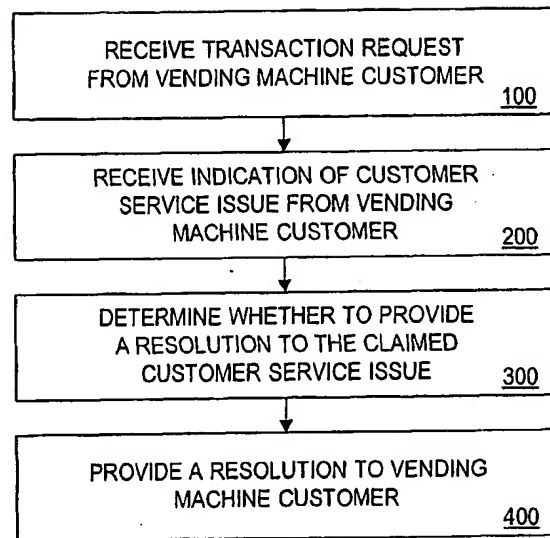 RECEIVE TRANSACTION REQUEST
FROM VENDING MACHINE CUSTOMER
100
RECEIVE INDICATION OF CUSTOMER
SERVICE ISSUE FROM VENDING
MACHINE CUSTOMER
200
DETERMINE WHETHER TO PROVIDE
A RESOLUTION TO THE CLAIMED
CUSTOMER SERVICE ISSUE
300
PROVIDE A RESOLUTION TO VENDING
MACHINE CUSTOMER
400